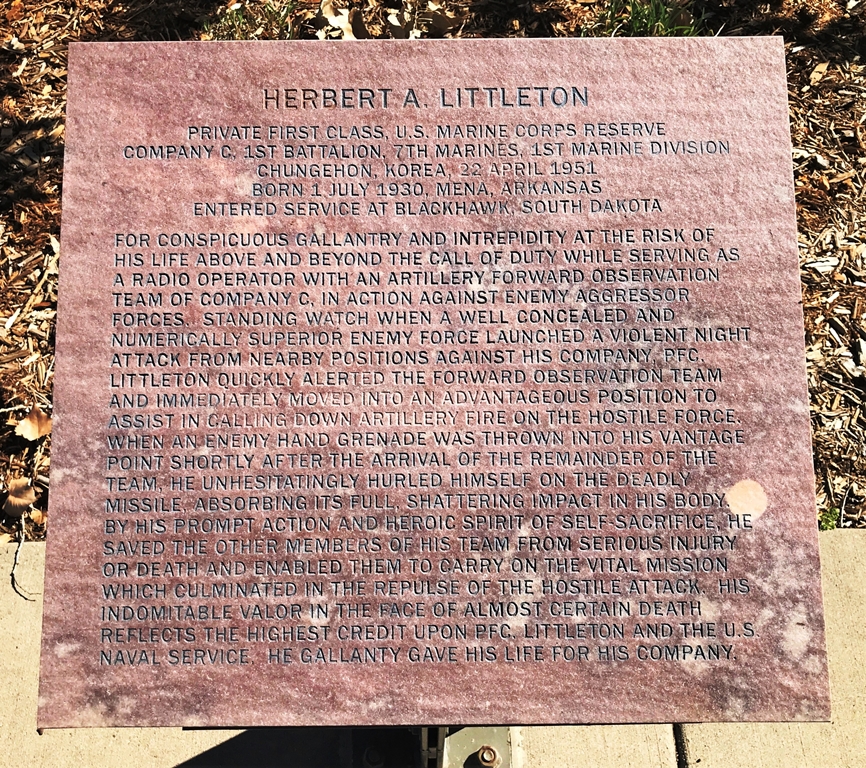 HERBERT A. LITTLETON
PRIVATE FIRST CLASS, U.S. MARINE CORPS RESERVE
COMPANY C, 1ST BATTALION, 7TH MARINES, 1ST MARINE DIVISION
CHUNGEHON, KOREA, 22 APRIL 1951
BORN 1 JULY 1930, MENA, ARKANSAS
ENTERED SERVICE AT BLACKHAWK, SOUTH DAKOTA
FOR CONSPICUOUS GALLANTRY AND INTREPIDITY AT THE RISK OF
HIS LIFE ABOVE AND BEYOND THE CALL OF DUTY WHILE SERVING AS
A RADIO OPERATOR WITH AN ARTILLERY FORWARD OBSERVATION
TEAM OF COMPANY C, IN ACTION AGAINST ENEMY AGGRESSOR
FORCES. STANDING WATCH WHEN A WELL CONCEALED AND
NUMERICALLY SUPERIOR ENEMY FORCE LAUNCHED A VIOLENT NIGHT
ATTACK FROM NEARBY POSITIONS AGAINST HIS COMPANY, PFC.
LITTLETON QUICKLY ALERTED THE FORWARD OBSERVATION TEAM
AND IMMEDIATELY MOVED INTO AN ADVANTAGEOUS POSITION TO
ASSIST IN CALLING DOWN ARTILLERY FIRE ON THE HOSTILE FORCE.
WHEN AN ENEMY HAND GRENADE WAS THROWN INTO HIS VANTAGE
POINT SHORTLY AFTER THE ARRIVAL OF THE REMAINDER OF THE
TEAM, HE UNHESITATINGLY HURLED HIMSELF ON THE DEADLY
MISSILE, ABSORBING ITS FULL, SHATTERING IMPACT IN HIS BODY.
BY HIS PROMPT ACTION AND HEROIC SPIRIT OF SELF-SACRIFICE, HE
SAVED THE OTHER MEMBERS OF HIS TEAM FROM SERIOUS INJURY
OR DEATH AND ENABLED THEM TO CARRY ON THE VITAL MISSION
WHICH CULMINATED IN THE REPULSE OF THE HOSTILE ATTACK. HIS
INDOMITABLE VALOR IN THE FACE OF ALMOST CERTAIN DEATH
REFLECTS THE HIGHEST CREDIT UPON PFC. LITTLETON AND THE U.S.
NAVAL SERVICE. HE GALLANTY GAVE HIS LIFE FOR HIS COMPANY.